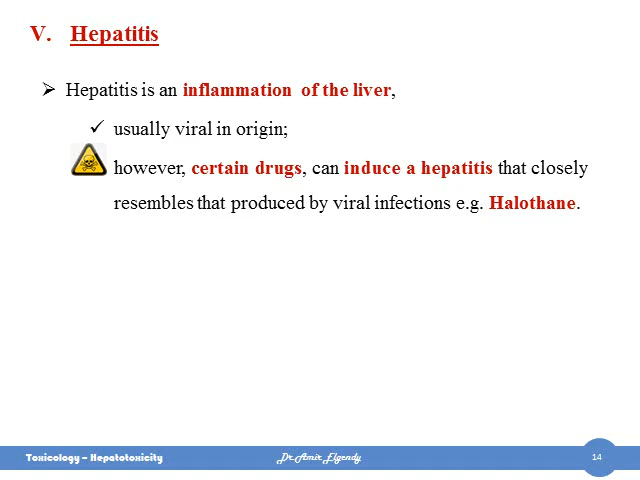 V. Hepatitis
➢ Hepatitis is an inflammation of the liver,
✓ usually viral in origin;
however, certain drugs, can induce a hepatitis that closely
resembles that produced by viral infections e.g. Halothane.
Toxicology – Hepatotoxicity Dr. Amir Elgendy 14